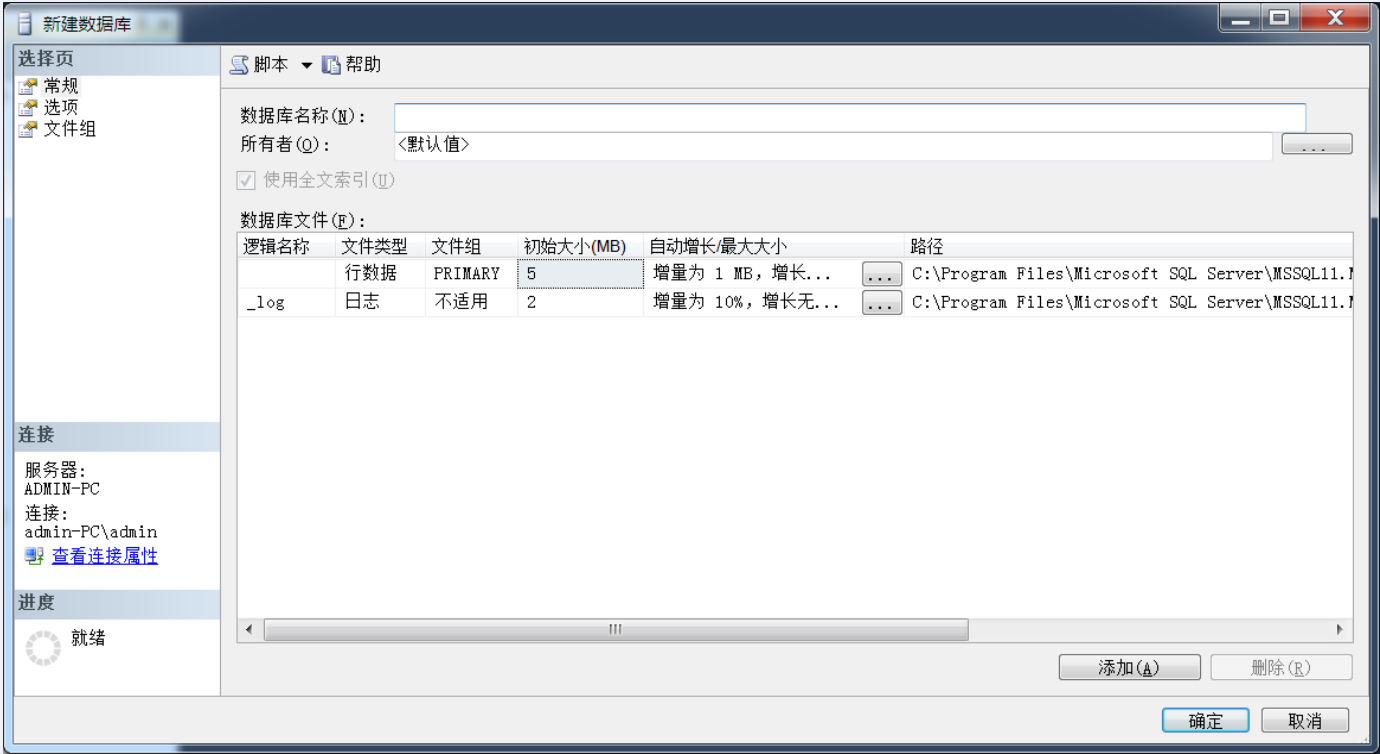 新建数据库
选择页
常规
选项
文件组
脚本 帮助
数据库名称(N):
所有者(O): <默认值> ...
使用全文索引(U)
数据库文件(F):
逻辑名称 文件类型 文件组 初始大小(MB) 自动增长/最大大小 路径
行数据 PRIMARY 5 增量为 1 MB，增长... ... C:\Program Files\Microsoft SQL Server\MSSQL11.
_log 日志 不适用 2 增量为 10%，增长无... ... C:\Program Files\Microsoft SQL Server\MSSQL11.
连接
服务器:
ADMIN-PC
连接:
admin-PC\admin
查看连接属性
进度
就绪
添加(A) 删除(R)
确定 取消